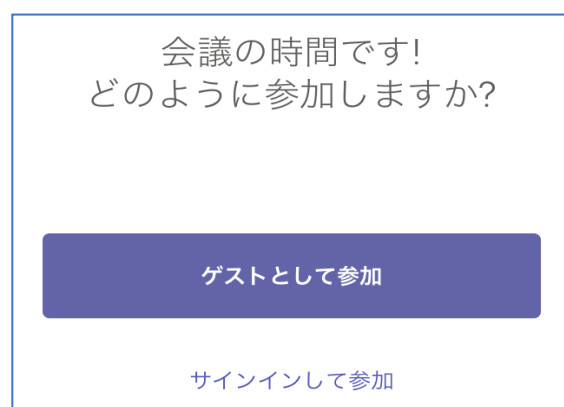 会議の時間です!
どのように参加しますか?
ゲストとして参加
サインインして参加